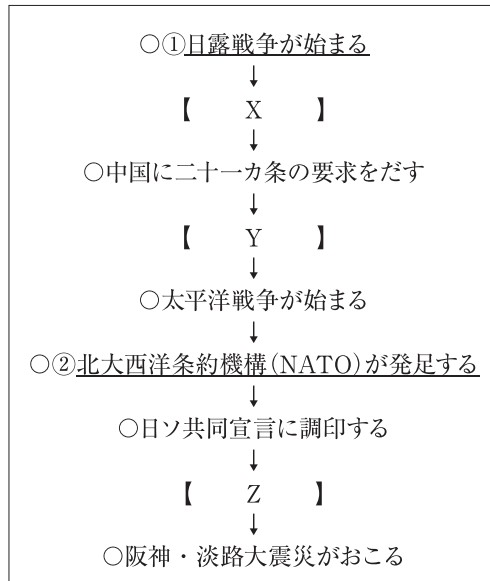 ○①日露戦争が始まる
↓
【　　X　　】
↓
○中国に二十一カ条の要求をだす
↓
【　　Y　　】
↓
○太平洋戦争が始まる
↓
○②北大西洋条約機構(NATO)が発足する
↓
○日ソ共同宣言に調印する
↓
【　　Z　　】
↓
○阪神・淡路大震災がおこる